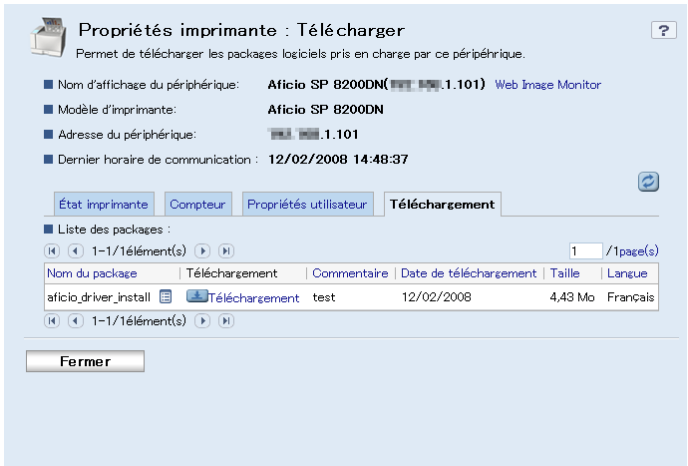 Propriétés imprimante : Télécharger
?
Permet de télécharger les packages logiciels pris en charge par ce péripéhrique.
Nom d'affichage du périphérique: Aficio SP 8200DN( .1.101) Web Image Monitor
Modèle d'imprimante: Aficio SP 8200DN
Adresse du périphérique: .1.101
Dernier horaire de communication : 12/02/2008 14:48:37
État imprimante Compteur Propriétés utilisateur Téléchargement
Liste des packages :
1-1/1élément(s) 1 /1page(s)
Nom du package Téléchargement Commentaire Date de téléchargement Taille Langue
aficio_driver_install Téléchargement test 12/02/2008 4,43 Mo Français
1-1/1élément(s)
Fermer